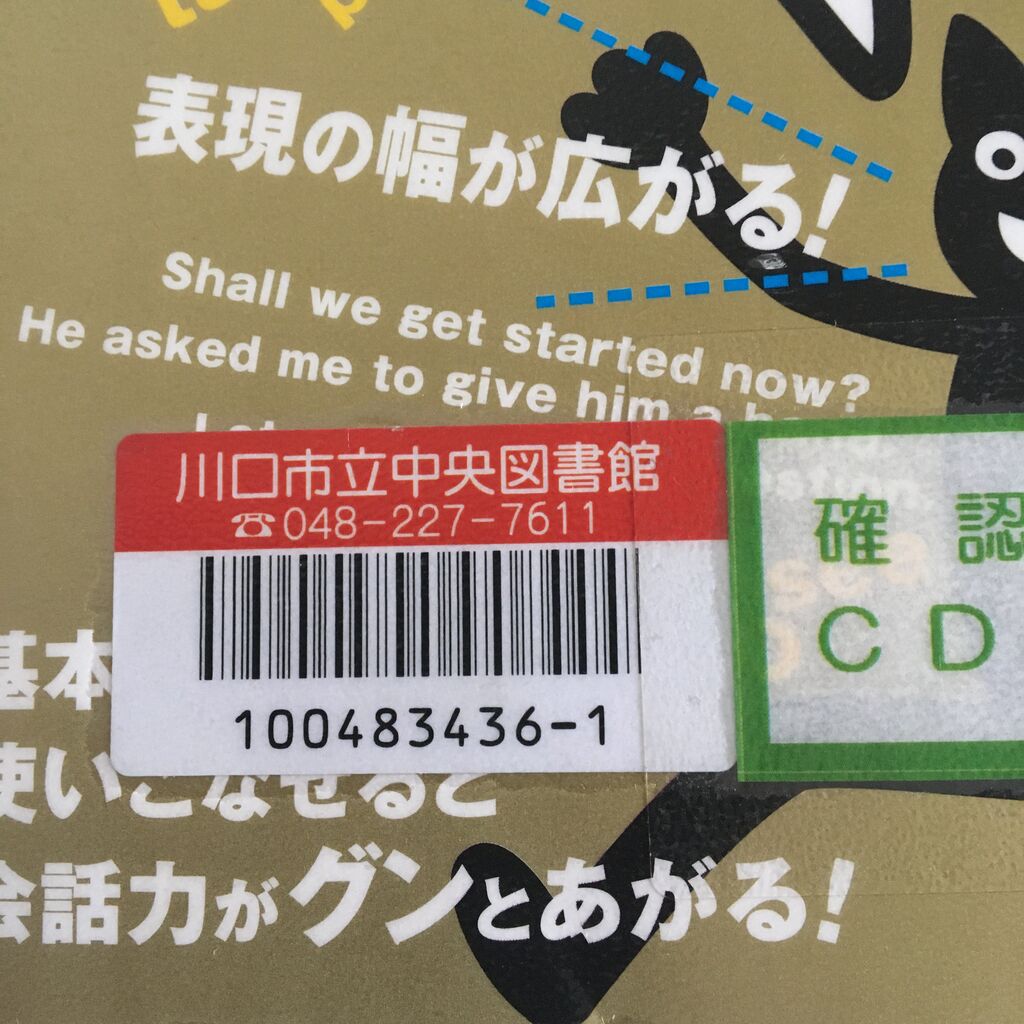 表現の幅が広がる!
Shall we get started now?
He asked me to give him a
川口市立中央図書館
☎048-227-7611
100483436-1
確認
CD
基本
使いこなせると
会話力がグンとあがる!